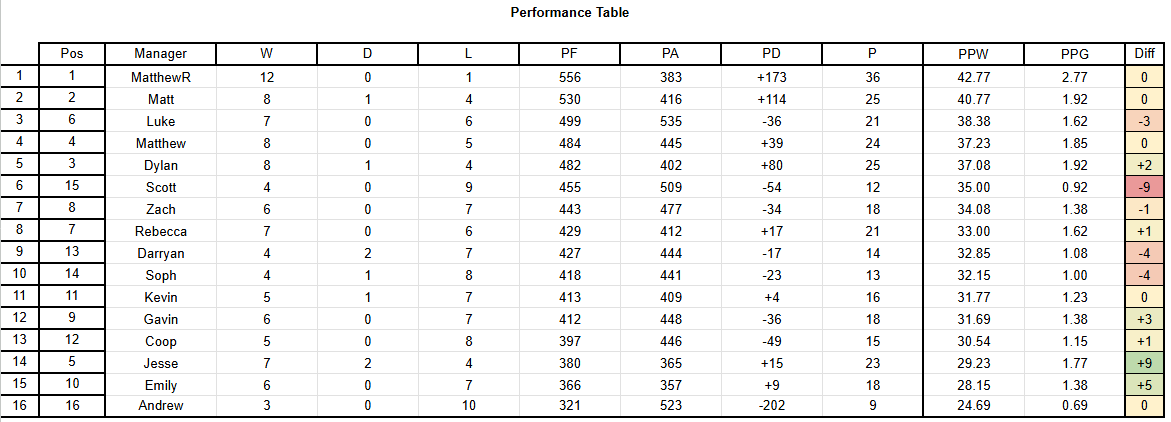 Performance Table
Pos Manager W D L PF PA PD P PPW PPG Diff
1 1 MatthewR 12 0 1 556 383 +173 36 42.77 2.77 0
2 2 Matt 8 1 4 530 416 +114 25 40.77 1.92 0
3 6 Luke 7 0 6 499 535 -36 21 38.38 1.62 -3
4 4 Matthew 8 0 5 484 445 +39 24 37.23 1.85 0
5 3 Dylan 8 1 4 482 402 +80 25 37.08 1.92 +2
6 15 Scott 4 0 9 455 509 -54 12 35.00 0.92 -9
7 8 Zach 6 0 7 443 477 -34 18 34.08 1.38 -1
8 7 Rebecca 7 0 6 429 412 +17 21 33.00 1.62 +1
9 13 Darryan 4 2 7 427 444 -17 14 32.85 1.08 -4
10 14 Soph 4 1 8 418 441 -23 13 32.15 1.00 -4
11 11 Kevin 5 1 7 413 409 +4 16 31.77 1.23 0
12 9 Gavin 6 0 7 412 448 -36 18 31.69 1.38 +3
13 12 Coop 5 0 8 397 446 -49 15 30.54 1.15 +1
14 5 Jesse 7 2 4 380 365 +15 23 29.23 1.77 +9
15 10 Emily 6 0 7 366 357 +9 18 28.15 1.38 +5
16 16 Andrew 3 0 10 321 523 -202 9 24.69 0.69 0